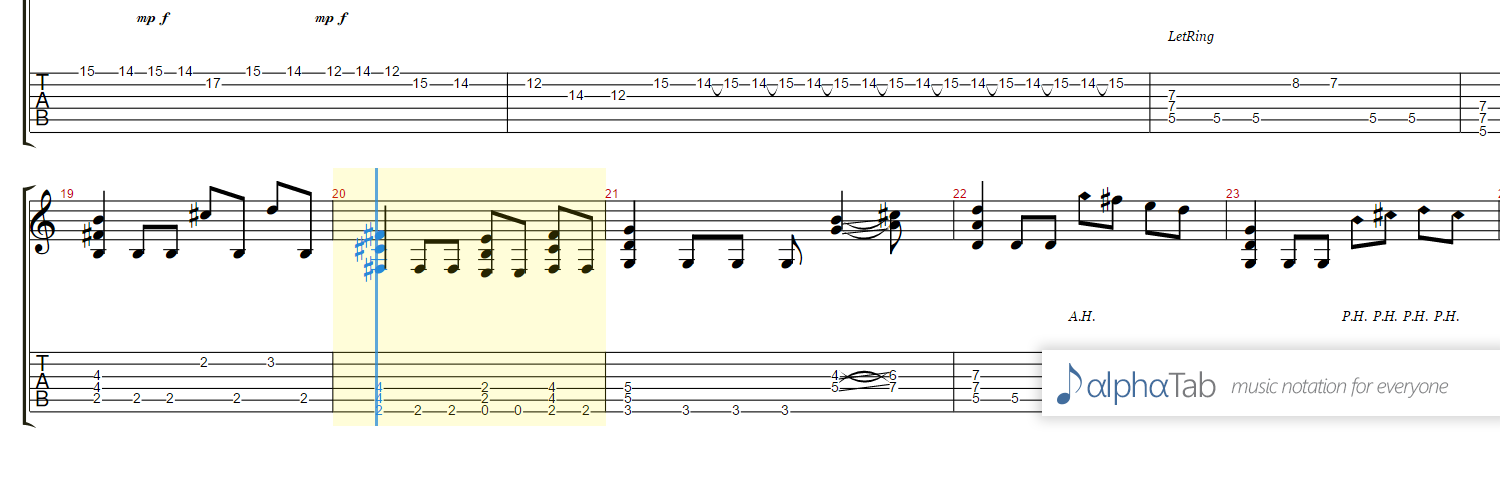 mp f mp f
LetRing
15 14 15 14 15 14 12 14 12
T 17 15 14 12 15 14 15 14 15 14 15 14 15 14 15 14 15 14 15 14 15 8 7
A 14 12 7
7 7
B 5 5 5 5 5 7
5
19 20 21 22 23
A.H. P.H. P.H. P.H. P.H.
T 2 3
4 4 6 7
A 4 4 2 4 5 5 7 7
B 2 2 2 2 2 4 2 4 5 5 5
2 2 2 0 0 2 2 3 3 3 3
alphaTab music notation for everyone